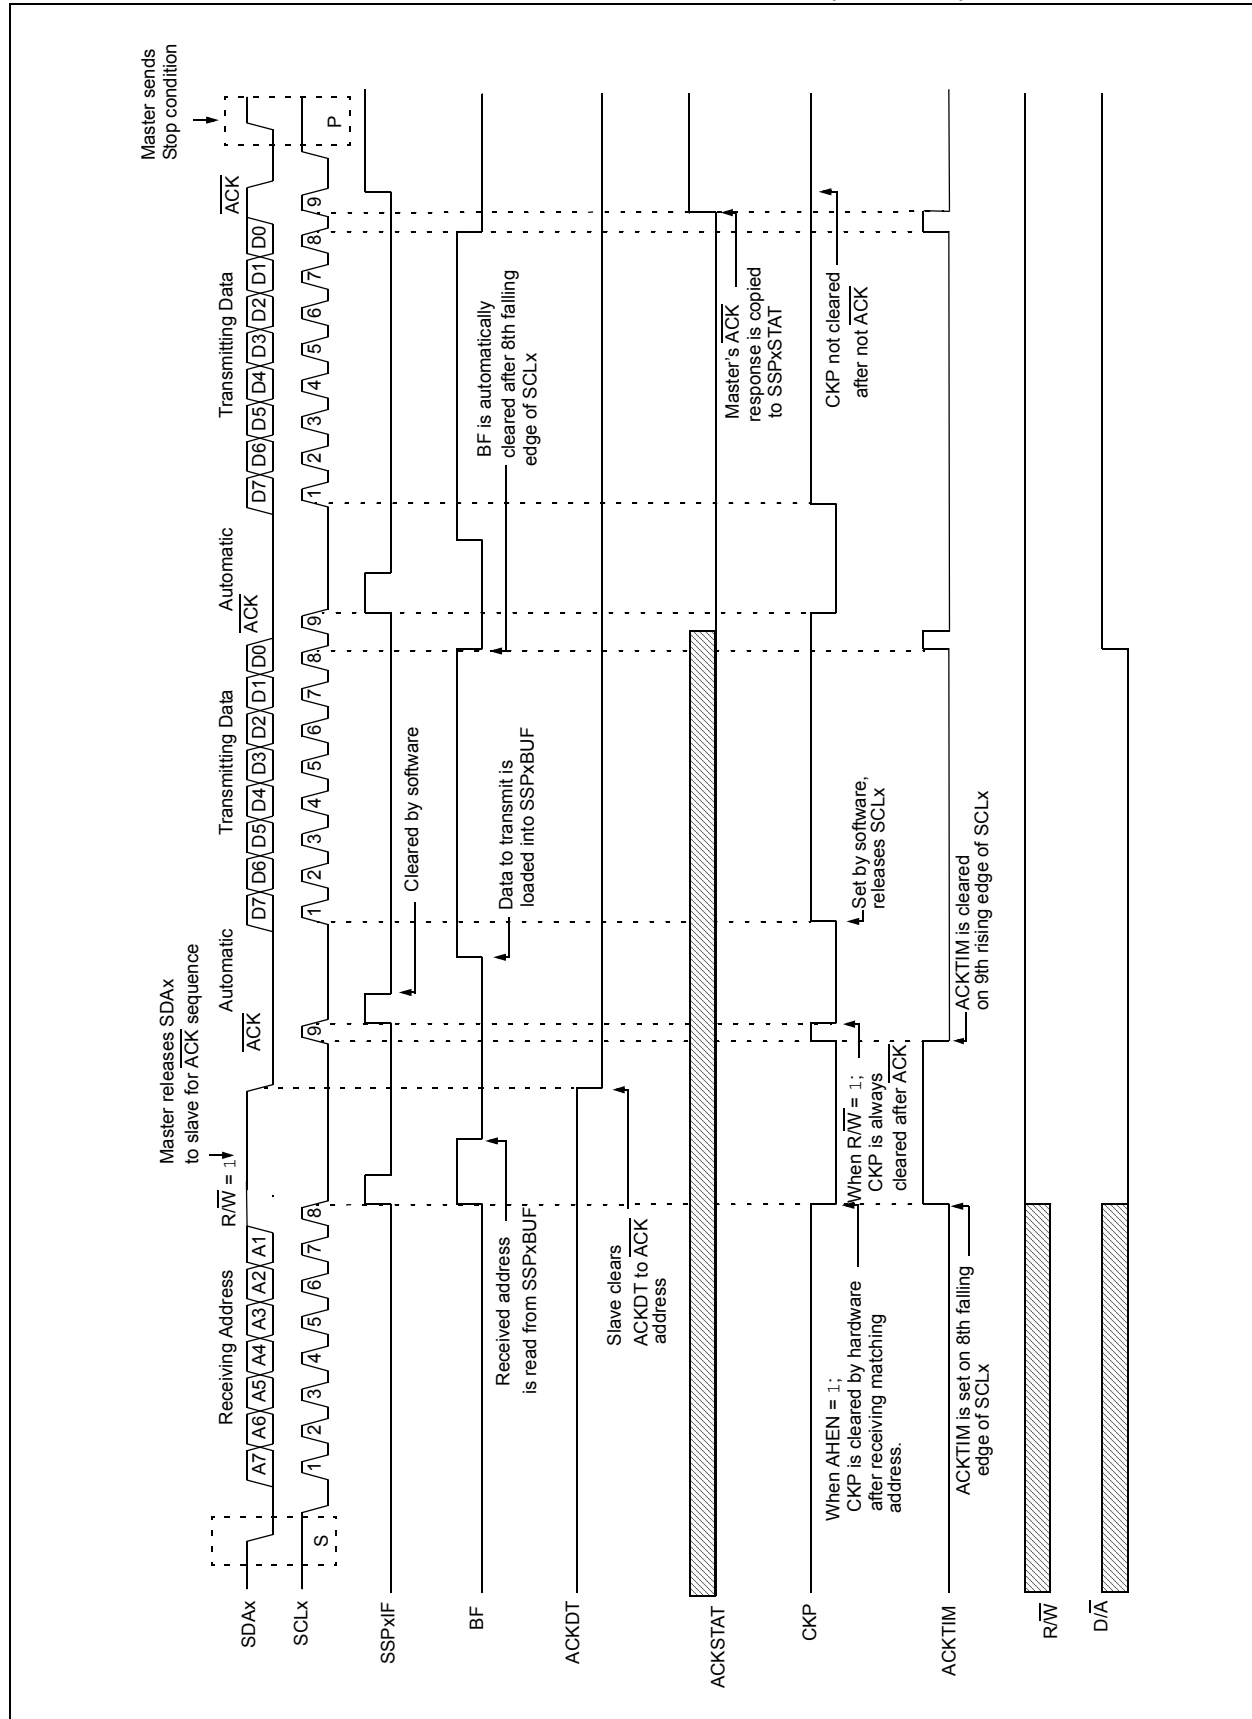 Master releases SDAx
to slave for ACK sequence
Master sends
Stop condition
Receiving Address
R/W = 1
Automatic
ACK
Transmitting Data
Automatic
ACK
Transmitting Data
ACK
SDAx
A7 A6 A5 A4 A3 A2 A1
D7 D6 D5 D4 D3 D2 D1 D0
D7 D6 D5 D4 D3 D2 D1 D0
SCLx
S
1 2 3 4 5 6 7 8 9
1 2 3 4 5 6 7 8 9
1 2 3 4 5 6 7 8 9
P
SSPxIF
Cleared by software
BF
Received address
is read from SSPxBUF
Data to transmit is
loaded into SSPxBUF
BF is automatically
cleared after 8th falling
edge of SCLx
ACKDT
Slave clears
ACKDT to ACK
address
ACKSTAT
Master's ACK
response is copied
to SSPxSTAT
CKP
When AHEN = 1;
CKP is cleared by hardware
after receiving matching
address.
When R/W = 1;
CKP is always
cleared after ACK
Set by software,
releases SCLx
CKP not cleared
after not ACK
ACKTIM
ACKTIM is set on 8th falling
edge of SCLx
ACKTIM is cleared
on 9th rising edge of SCLx
R/W
D/A